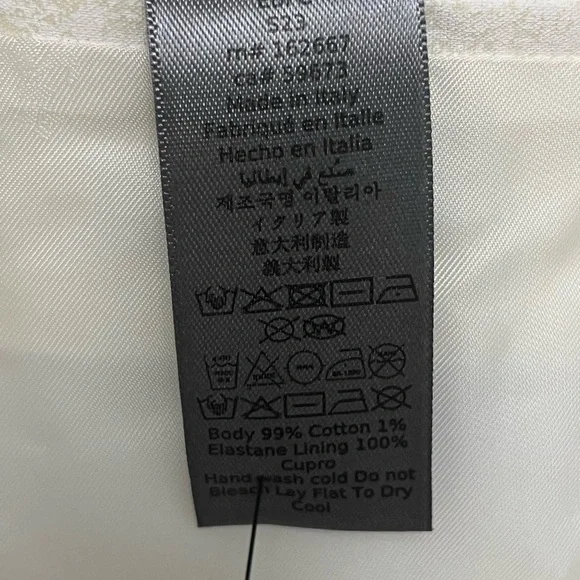 S23
m# 162667
ca# 59673
Made in Italy
Fabriqué en Italie
Hecho en Italia
صُنع في إيطاليا
제조국명 이탈리아
イタリア製
意大利制造
義大利製
Body 99% Cotton 1%
Elastane Lining 100%
Cupro
Hand wash cold Do not
Bleach Lay Flat To Dry
Cool